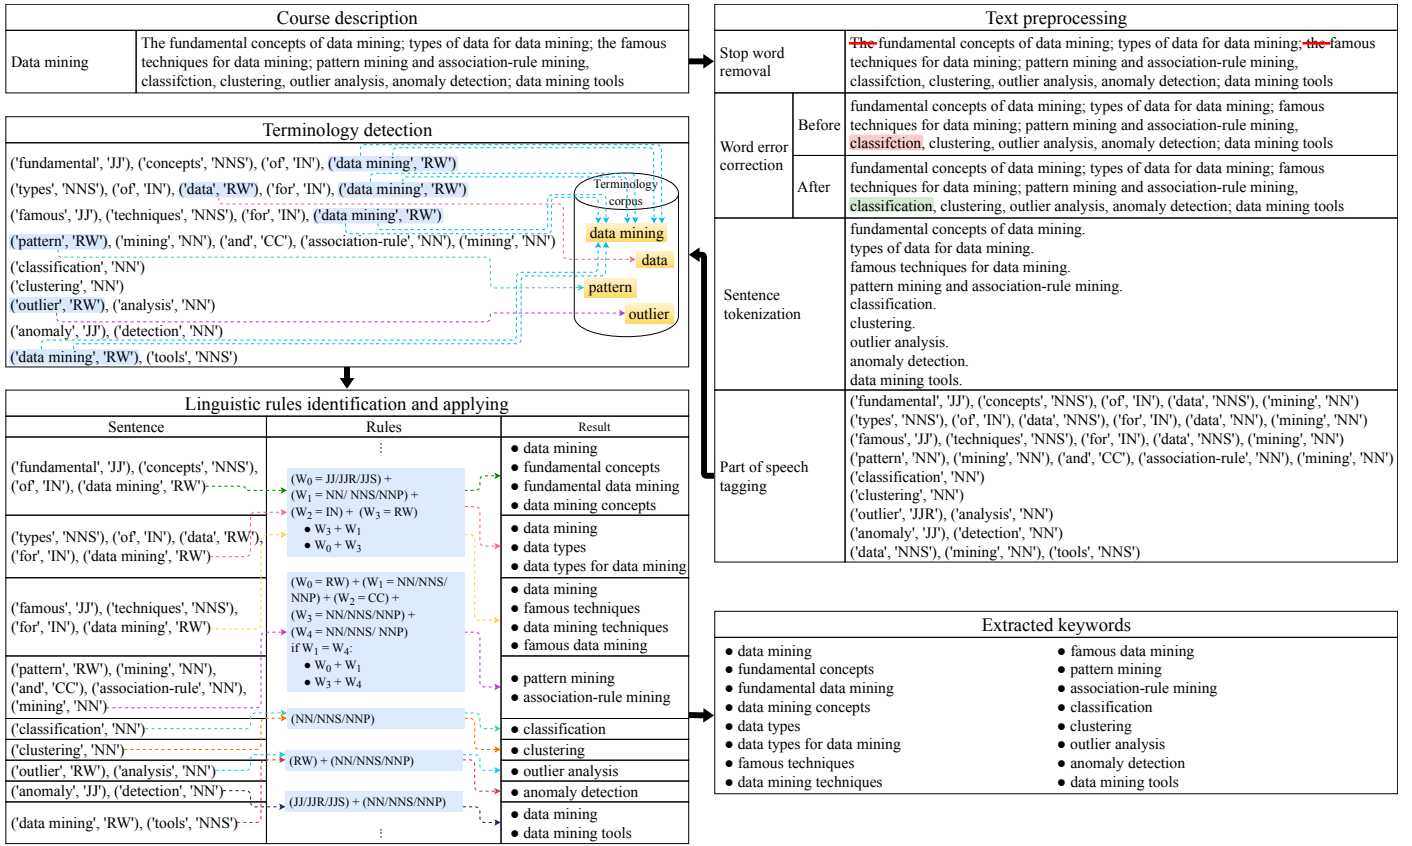 Course description
Data mining
The fundamental concepts of data mining; types of data for data mining; the famous
techniques for data mining; pattern mining and association-rule mining,
classifction, clustering, outlier analysis, anomaly detection; data mining tools
Text preprocessing
Stop word
removal
The fundamental concepts of data mining; types of data for data mining; the famous
techniques for data mining; pattern mining and association-rule mining,
classifction, clustering, outlier analysis, anomaly detection; data mining tools
Word error
correction
Before
fundamental concepts of data mining; types of data for data mining; famous
techniques for data mining; pattern mining and association-rule mining,
classifction, clustering, outlier analysis, anomaly detection; data mining tools
After
fundamental concepts of data mining; types of data for data mining; famous
techniques for data mining; pattern mining and association-rule mining,
classification, clustering, outlier analysis, anomaly detection; data mining tools
Sentence
tokenization
fundamental concepts of data mining.
types of data for data mining.
famous techniques for data mining.
pattern mining and association-rule mining.
classification.
clustering.
outlier analysis.
anomaly detection.
data mining tools.
Part of speech
tagging
('fundamental', 'JJ'), ('concepts', 'NNS'), ('of', 'IN'), ('data', 'NNS'), ('mining', 'NN')
('types', 'NNS'), ('of', 'IN'), ('data', 'NNS'), ('for', 'IN'), ('data', 'NN'), ('mining', 'NN')
('famous', 'JJ'), ('techniques', 'NNS'), ('for', 'IN'), ('data', 'NNS'), ('mining', 'NN')
('pattern', 'NN'), ('mining', 'NN'), ('and', 'CC'), ('association-rule', 'NN'), ('mining', 'NN')
('classification', 'NN')
('clustering', 'NN')
('outlier', 'JJR'), ('analysis', 'NN')
('anomaly', 'JJ'), ('detection', 'NN')
('data', 'NNS'), ('mining', 'NN'), ('tools', 'NNS')
Terminology detection
('fundamental', 'JJ'), ('concepts', 'NNS'), ('of', 'IN'), ('data mining', 'RW')
('types', 'NNS'), ('of', 'IN'), ('data', 'RW'), ('for', 'IN'), ('data mining', 'RW')
('famous', 'JJ'), ('techniques', 'NNS'), ('for', 'IN'), ('data mining', 'RW')
('pattern', 'RW'), ('mining', 'NN'), ('and', 'CC'), ('association-rule', 'NN'), ('mining', 'NN')
('classification', 'NN')
('clustering', 'NN')
('outlier', 'RW'), ('analysis', 'NN')
('anomaly', 'JJ'), ('detection', 'NN')
('data mining', 'RW'), ('tools', 'NNS')
Terminology
corpus
data mining
data
pattern
outlier
Linguistic rules identification and applying
Sentence
Rules
Result
('fundamental', 'JJ'), ('concepts', 'NNS'),
('of', 'IN'), ('data mining', 'RW')
('types', 'NNS'), ('of', 'IN'), ('data', 'RW'),
('for', 'IN'), ('data mining', 'RW')
('famous', 'JJ'), ('techniques', 'NNS'),
('for', 'IN'), ('data mining', 'RW')
('pattern', 'RW'), ('mining', 'NN'),
('and', 'CC'), ('association-rule', 'NN'),
('mining', 'NN')
('classification', 'NN')
('clustering', 'NN')
('outlier', 'RW'), ('analysis', 'NN')
('anomaly', 'JJ'), ('detection', 'NN')
('data mining', 'RW'), ('tools', 'NNS')
⋮
(W0 = JJ/JJR/JJS) +
(W1 = NN/ NNS/NNP) +
(W2 = IN) + (W3 = RW)
● W3 + W1
● W0 + W3
(W0 = RW) + (W1 = NN/NNS/
NNP) + (W2 = CC) +
(W3 = NN/NNS/NNP) +
(W4 = NN/NNS/ NNP)
if W1 = W4:
● W0 + W1
● W3 + W4
(NN/NNS/NNP)
(RW) + (NN/NNS/NNP)
(JJ/JJR/JJS) + (NN/NNS/NNP)
⋮
● data mining
● fundamental concepts
● fundamental data mining
● data mining concepts
● data mining
● data types
● data types for data mining
● data mining
● famous techniques
● data mining techniques
● famous data mining
● pattern mining
● association-rule mining
● classification
● clustering
● outlier analysis
● anomaly detection
● data mining
● data mining tools
Extracted keywords
● data mining
● fundamental concepts
● fundamental data mining
● data mining concepts
● data types
● data types for data mining
● famous techniques
● data mining techniques
● famous data mining
● pattern mining
● association-rule mining
● classification
● clustering
● outlier analysis
● anomaly detection
● data mining tools